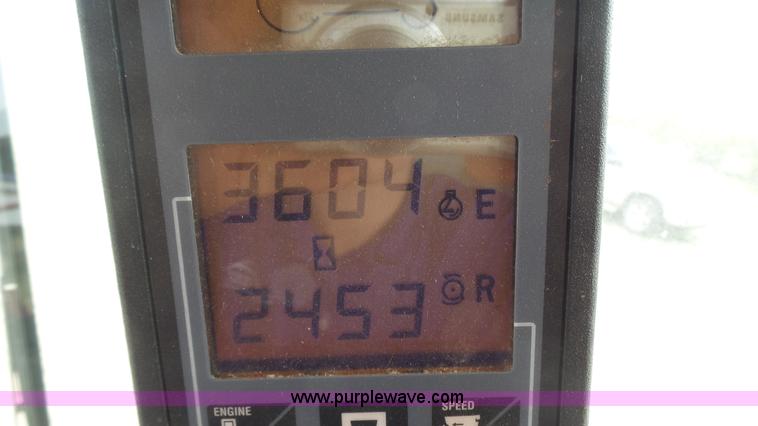 SAMSUNG
3604 E
2453 R
www.purplewave.com
ENGINE
SPEED